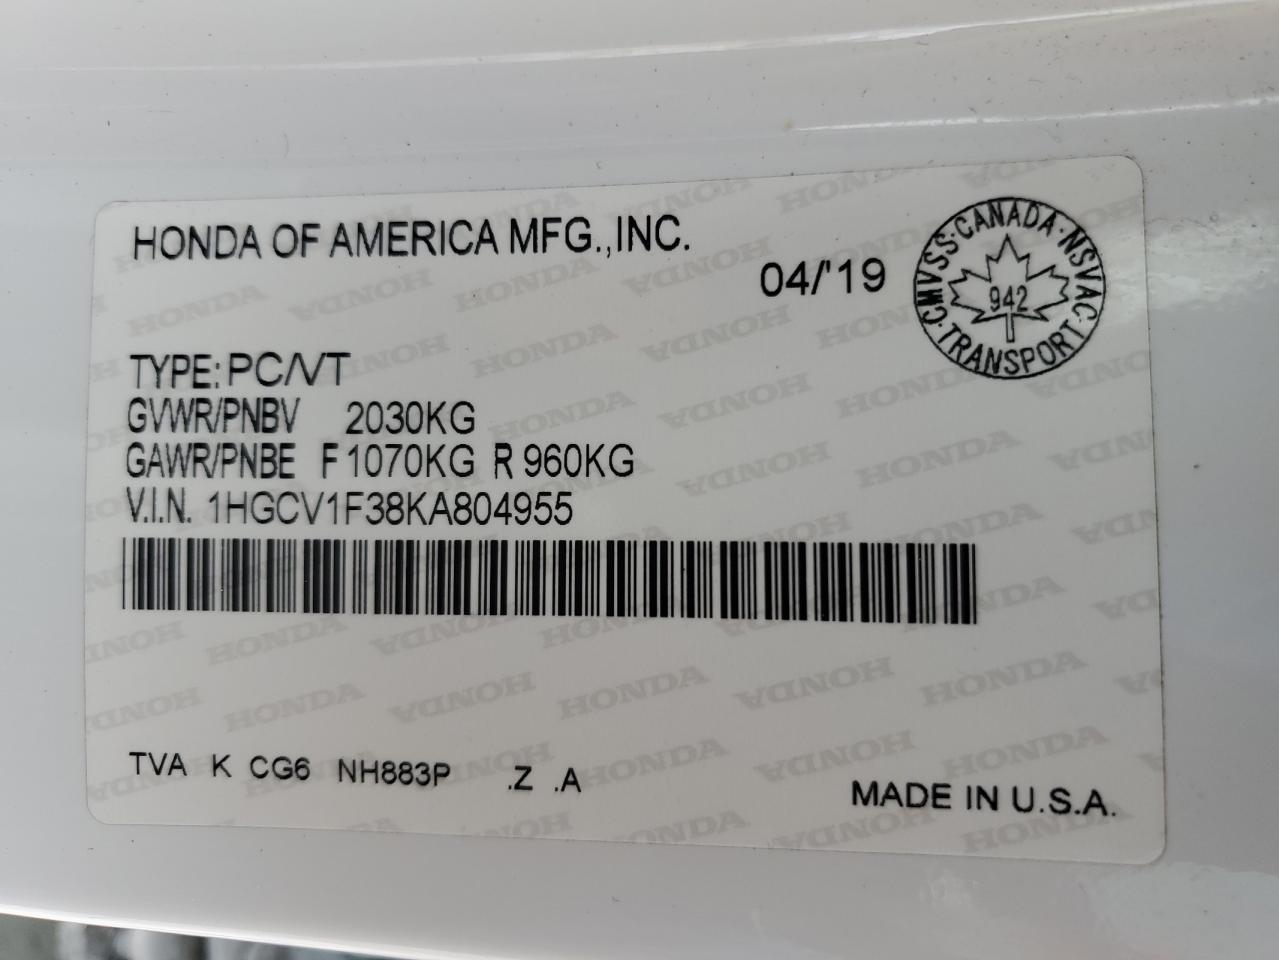 HONDA OF AMERICA MFG.,INC.
04/'19
CMVSS·CANADA·NSVAC·TRANSPORT
942
TYPE: PC/VT
GVWR/PNBV 2030KG
GAWR/PNBE F 1070KG R 960KG
V.I.N. 1HGCV1F38KA804955
TVA K CG6 NH883P .Z .A
MADE IN U.S.A.